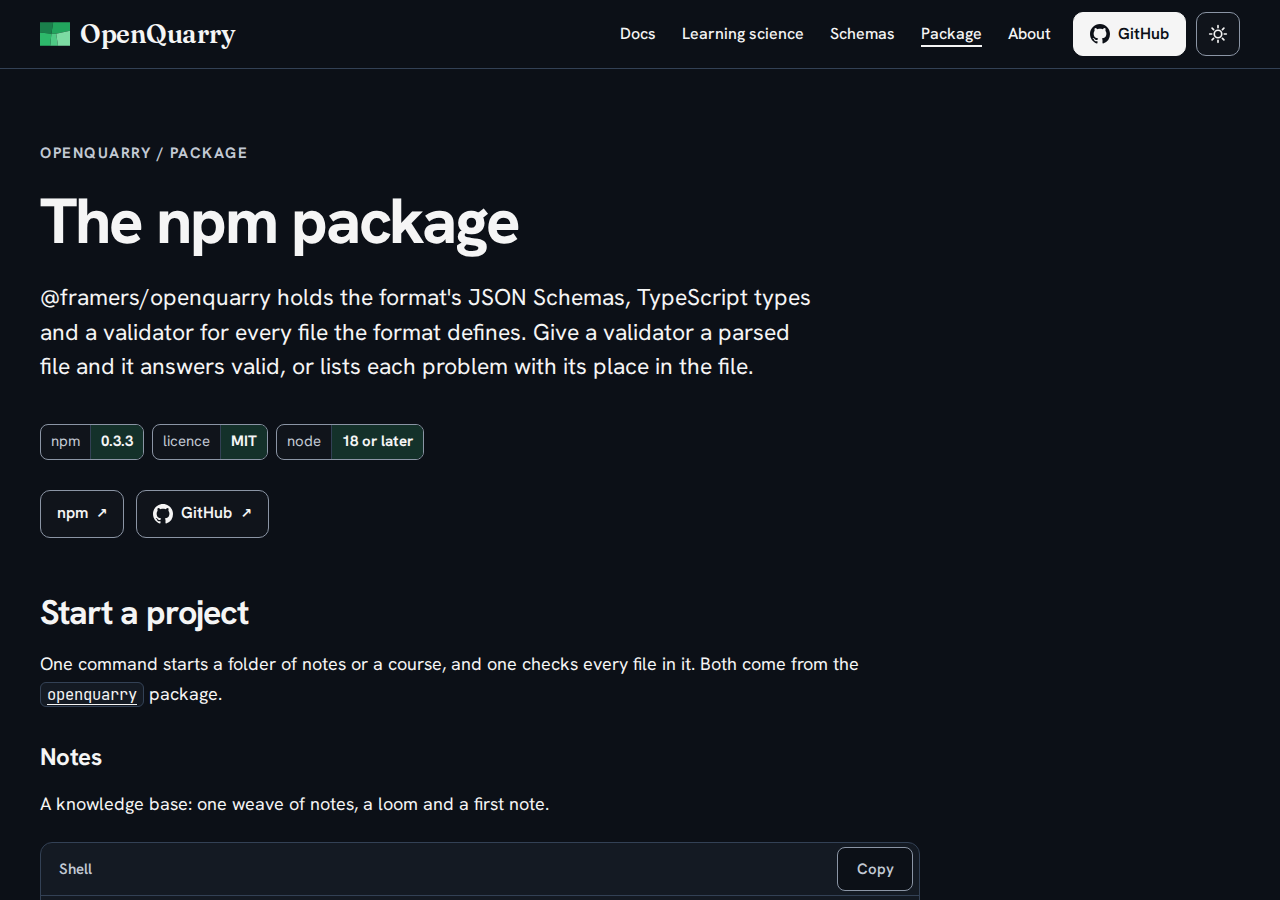 OpenQuarry
Docs Learning science Schemas Package About GitHub
OPENQUARRY / PACKAGE
The npm package
@framers/openquarry holds the format's JSON Schemas, TypeScript types
and a validator for every file the format defines. Give a validator a parsed
file and it answers valid, or lists each problem with its place in the file.
npm 0.3.3 licence MIT node 18 or later
npm ↗ GitHub ↗
Start a project
One command starts a folder of notes or a course, and one checks every file in it. Both come from the
openquarry package.
Notes
A knowledge base: one weave of notes, a loom and a first note.
Shell Copy